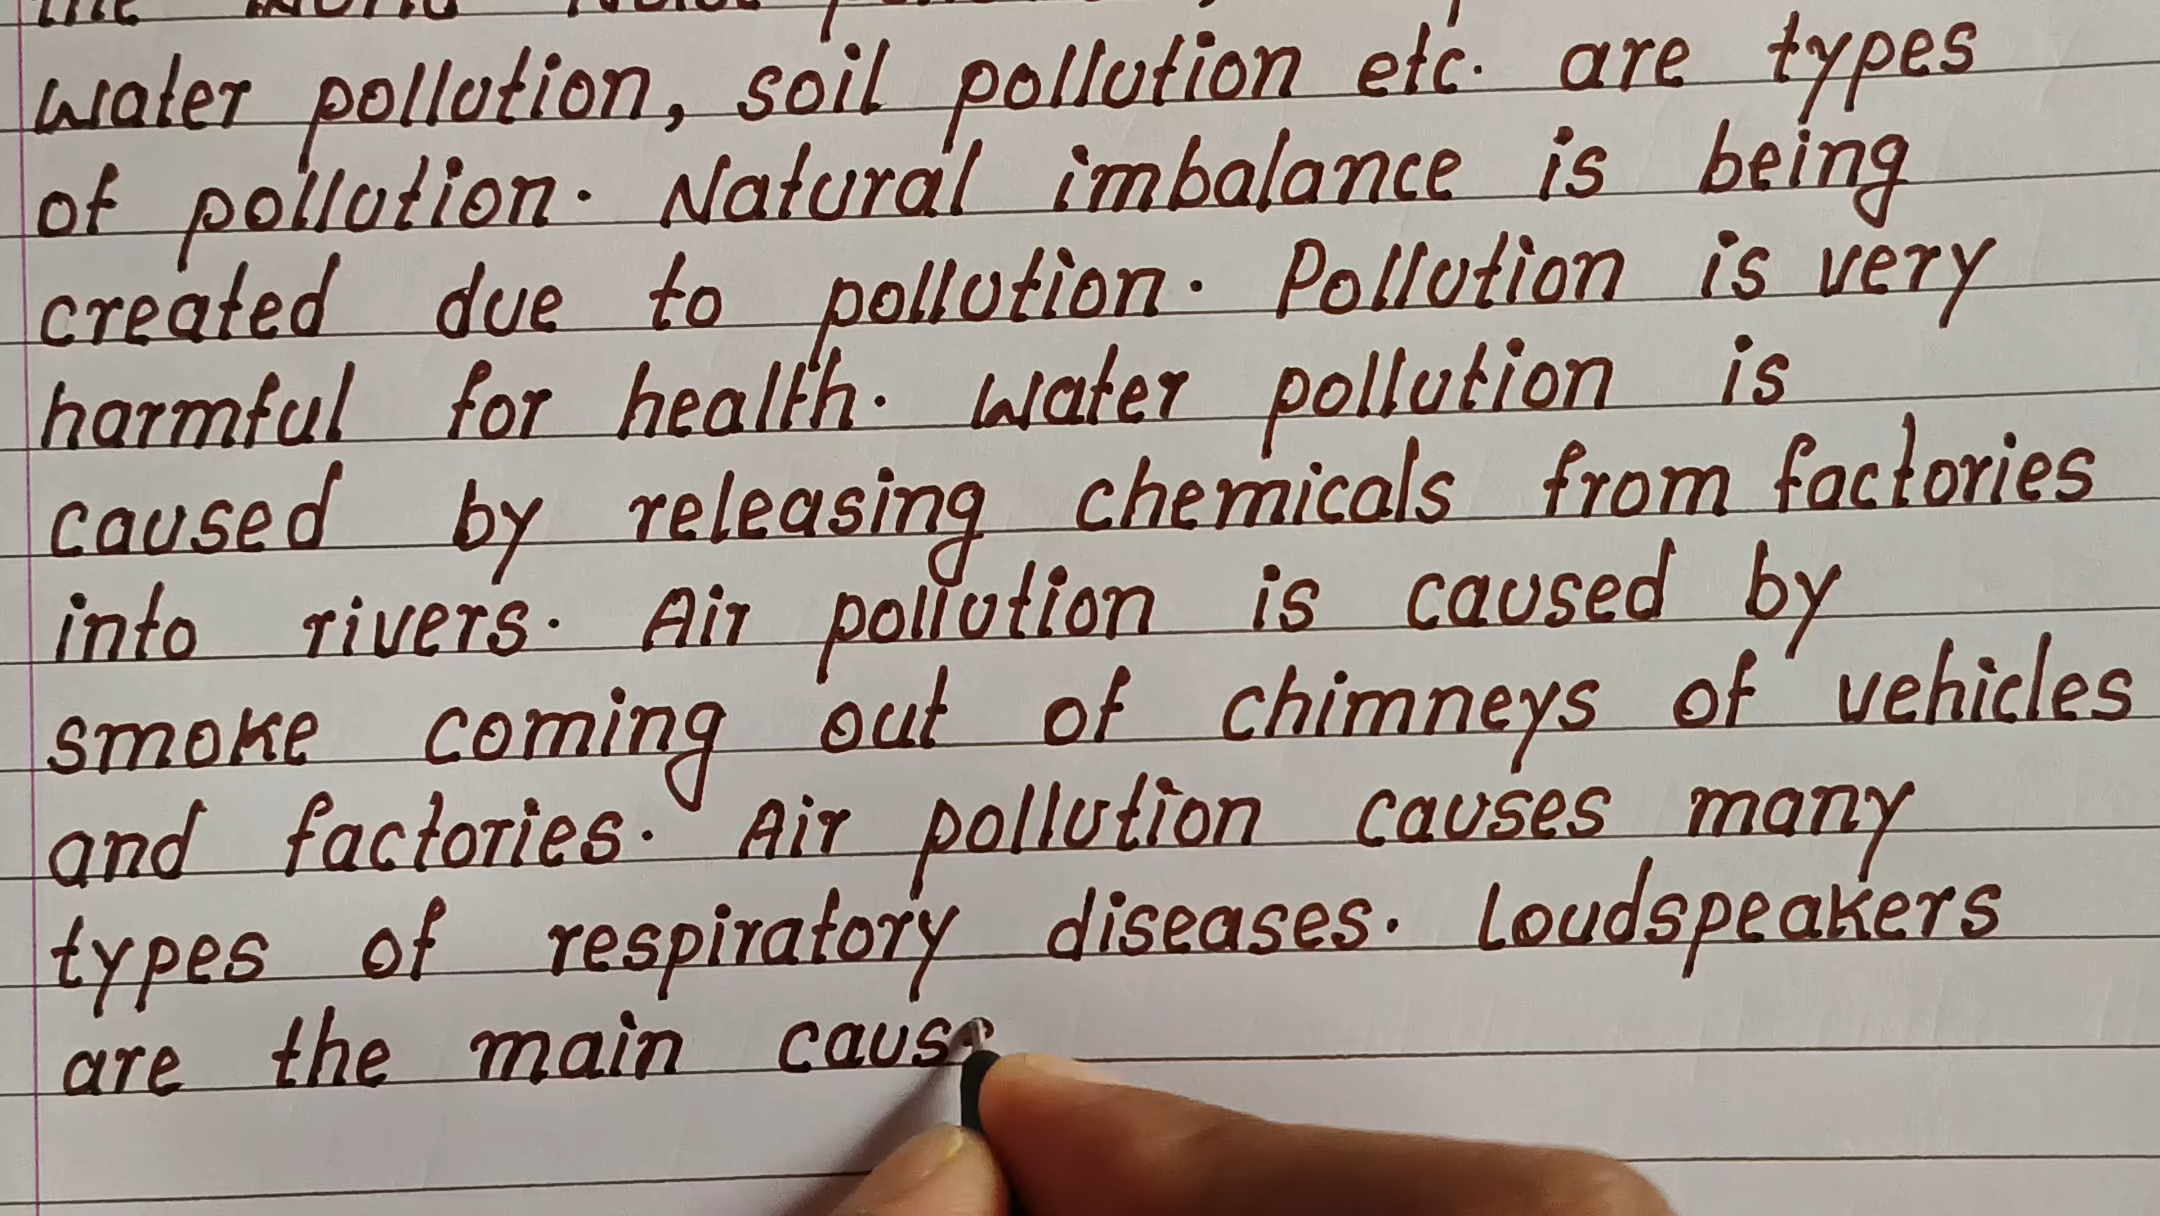 the world
water pollution, soil pollution etc. are types
of pollution. Natural imbalance is being
created due to pollution. Pollution is very
harmful for health. Water pollution is
caused by releasing chemicals from factories
into rivers. Air pollution is caused by
smoke coming out of chimneys of vehicles
and factories. Air pollution causes many
types of respiratory diseases. Loudspeakers
are the main cause